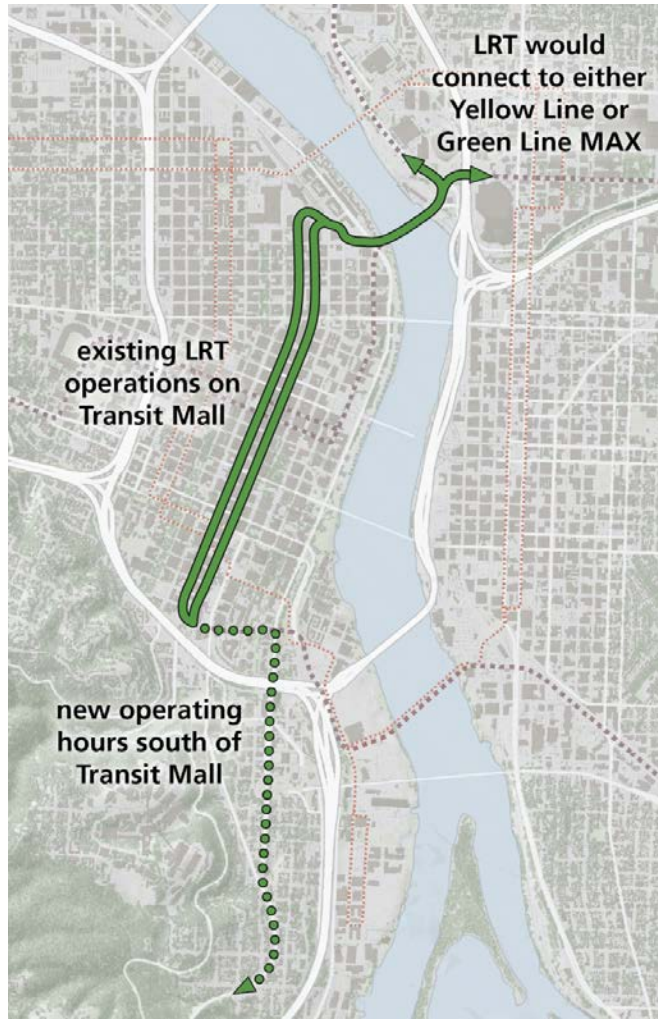 LRT would
connect to either
Yellow Line or
Green Line MAX
existing LRT
operations on
Transit Mall
new operating
hours south of
Transit Mall